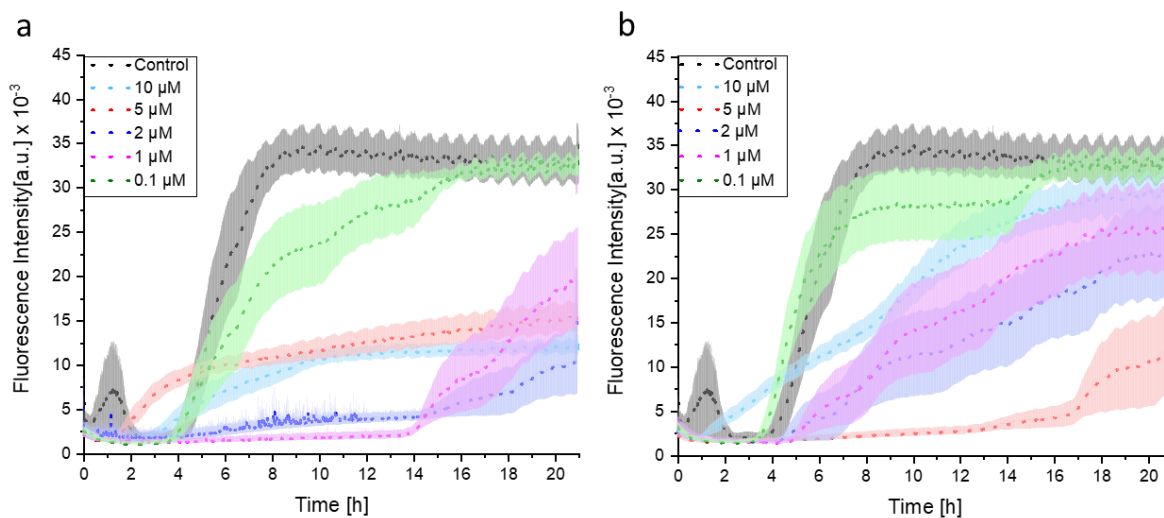 a
45
40
35
30
25
20
15
10
5
0
Fluorescence Intensity[a.u.] x 10⁻³
Control
10 µM
5 µM
2 µM
1 µM
0.1 µM
0 2 4 6 8 10 12 14 16 18 20
Time [h]
b
45
40
35
30
25
20
15
10
5
0
Fluorescence Intensity[a.u.] x 10⁻³
Control
10 µM
5 µM
2 µM
1 µM
0.1 µM
0 2 4 6 8 10 12 14 16 18 20
Time [h]